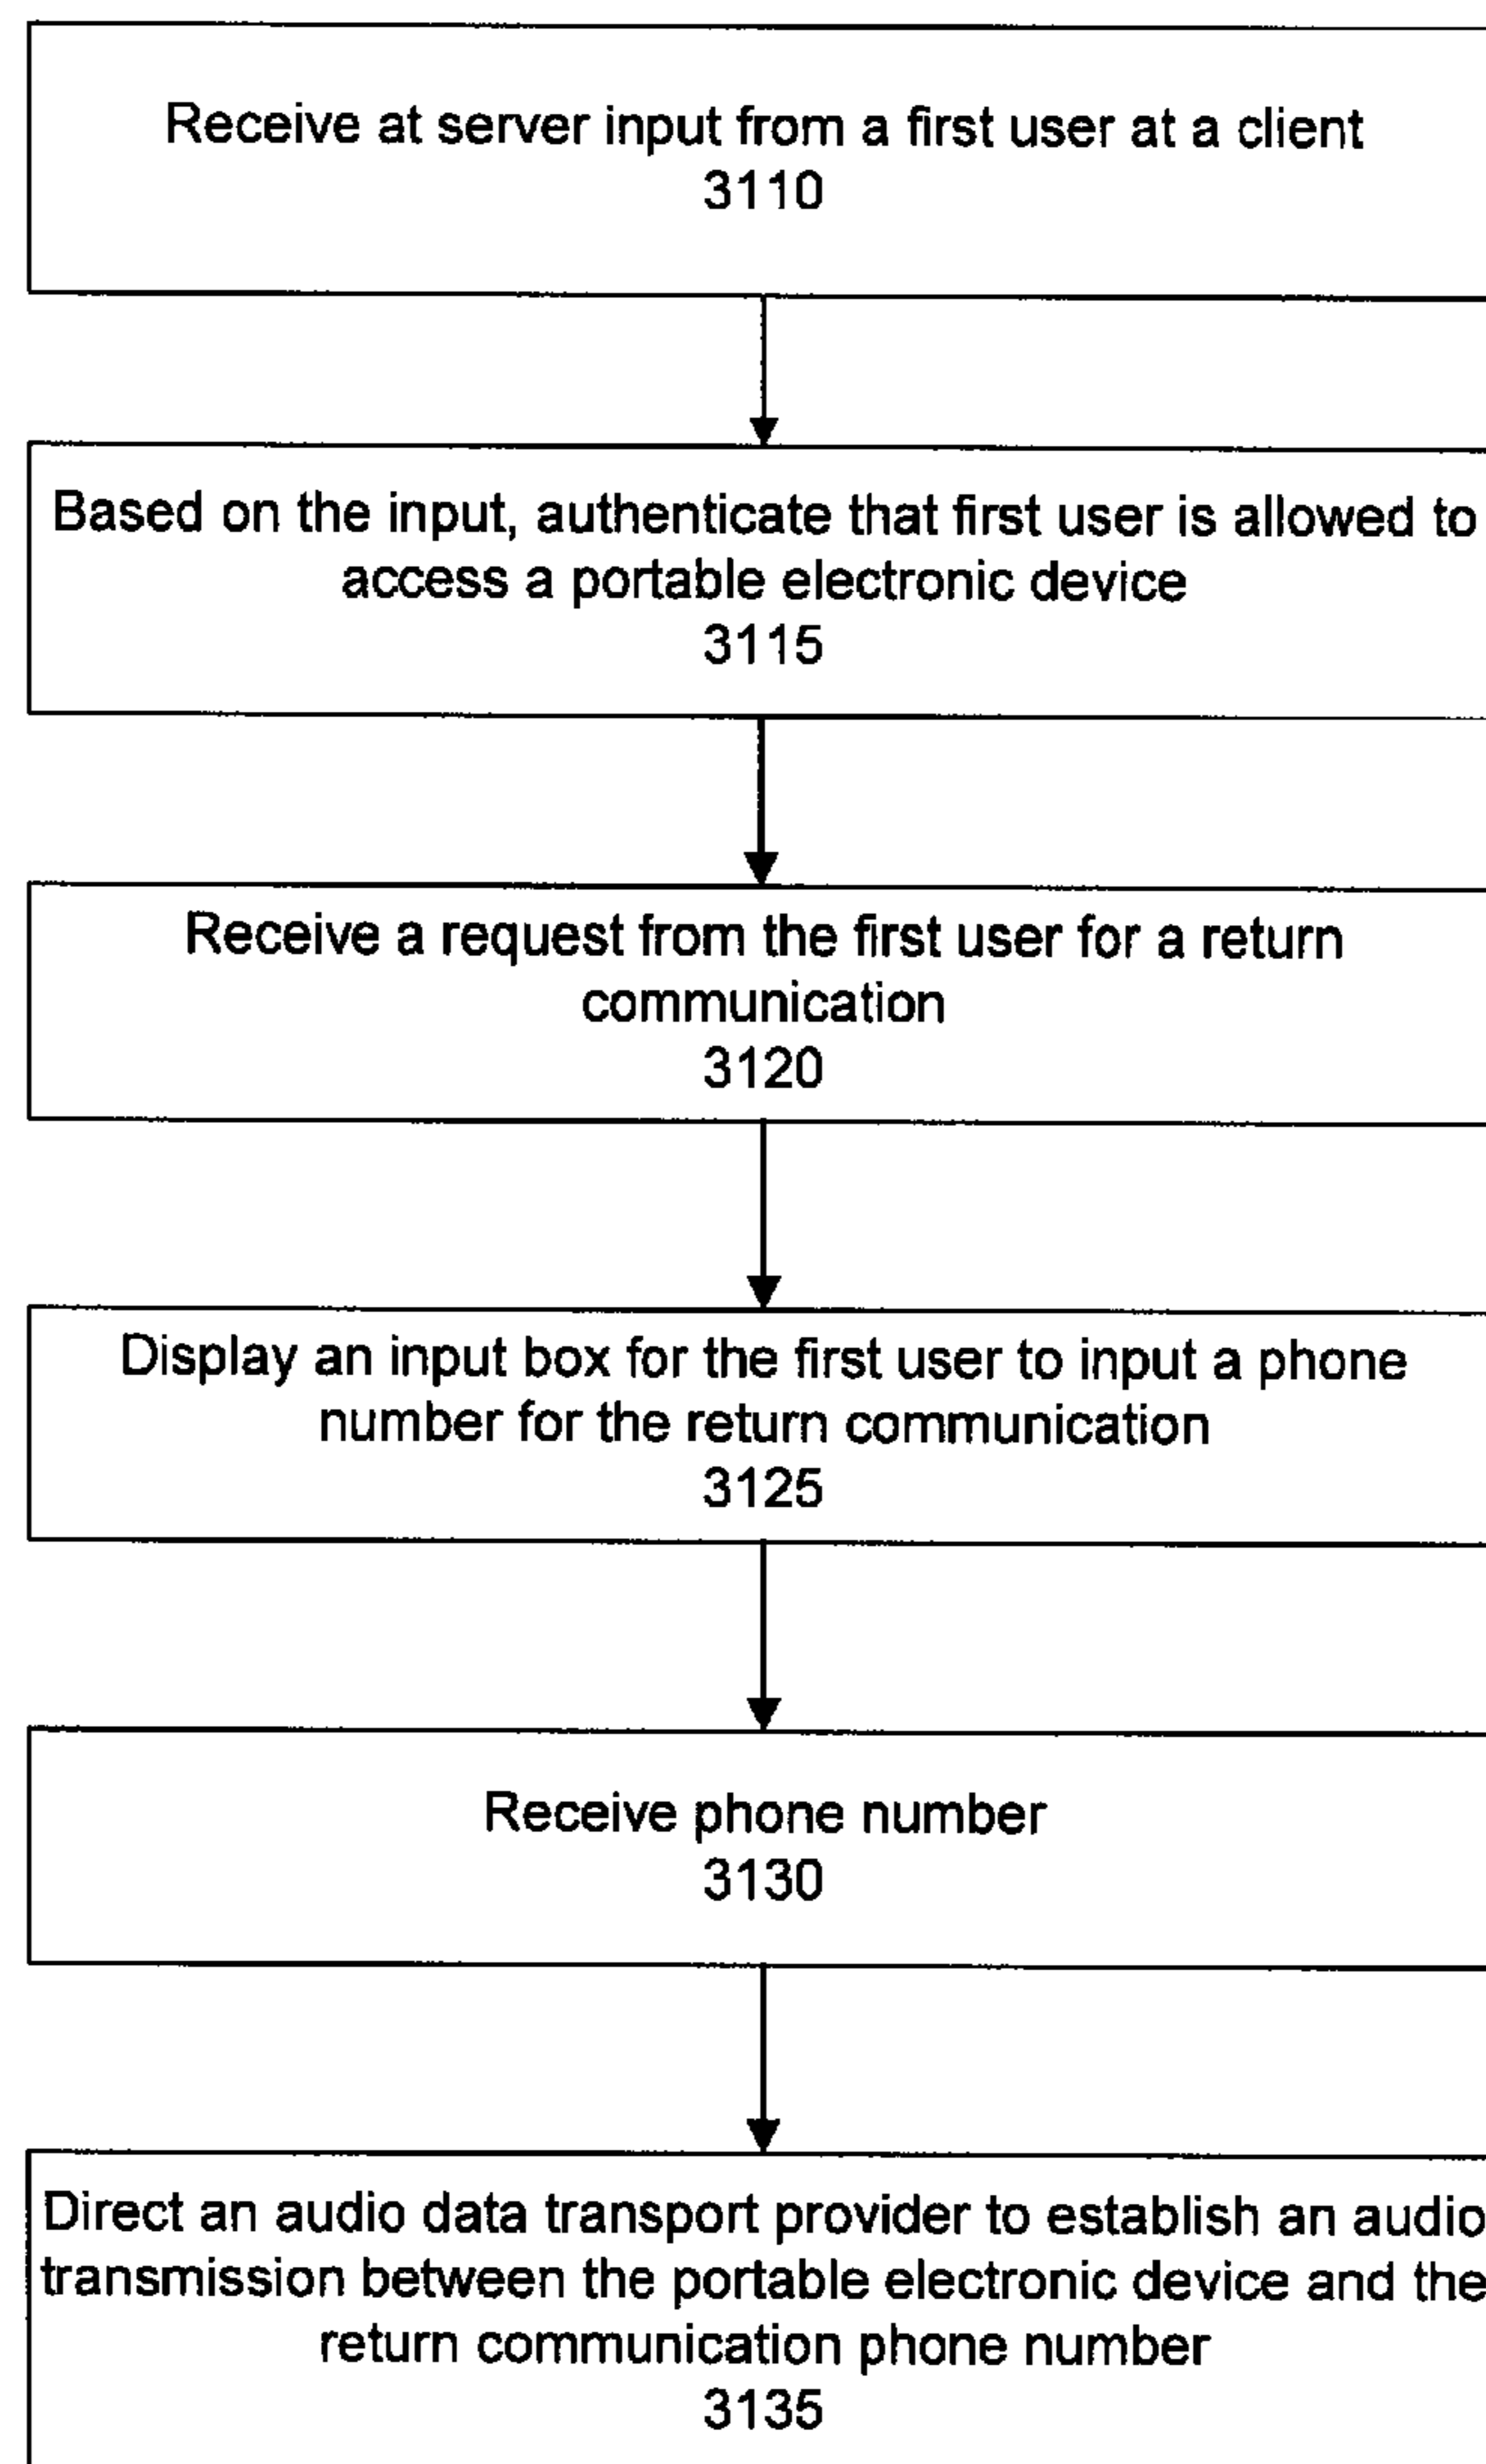 Receive at server input from a first user at a client
3110
Based on the input, authenticate that first user is allowed to
access a portable electronic device
3115
Receive a request from the first user for a return
communication
3120
Display an input box for the first user to input a phone
number for the return communication
3125
Receive phone number
3130
Direct an audio data transport provider to establish an audio
transmission between the portable electronic device and the
return communication phone number
3135